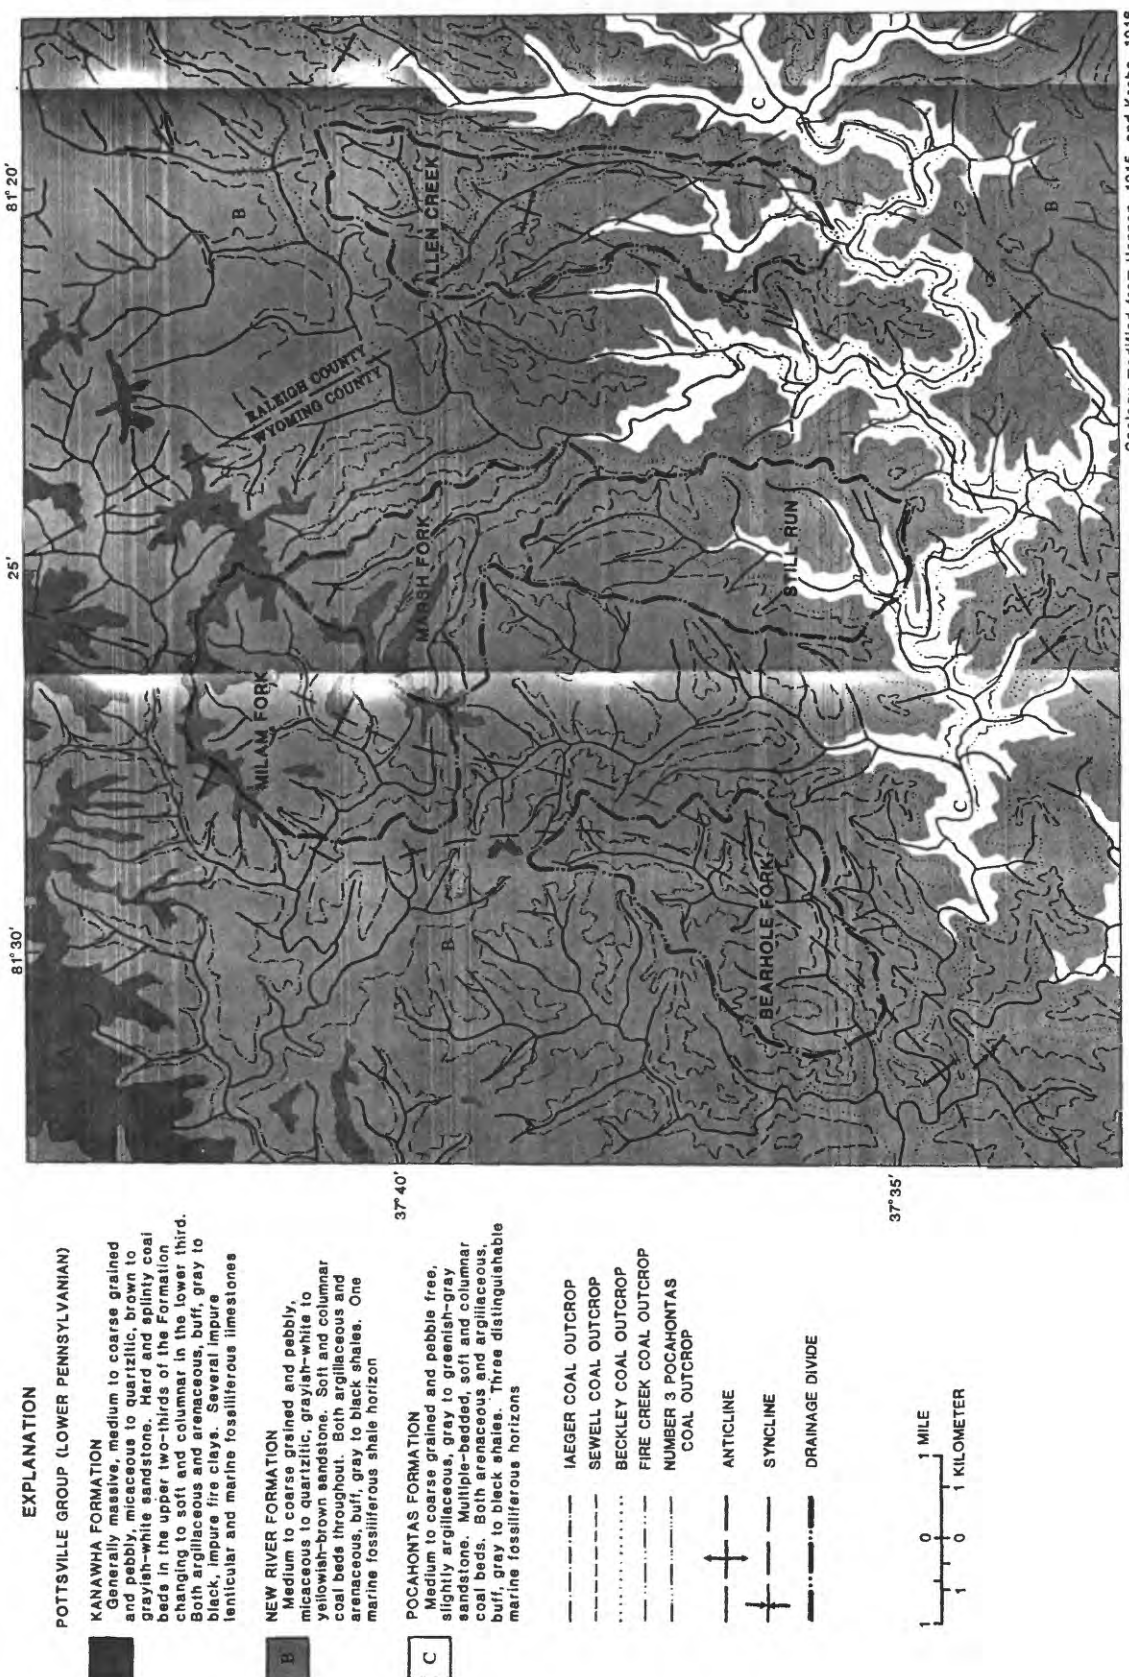 EXPLANATION
POTTSVILLE GROUP (LOWER PENNSYLVANIAN)
KANAWHA FORMATION
Generally massive, medium to coarse grained
and pebbly, micaceous to quartzitic, brown to
grayish-white sandstone. Hard and splinty coal
beds in the upper two-thirds of the Formation
changing to soft and columnar in the lower third.
Both argillaceous and arenaceous, buff, gray to
black, impure fire clays. Several impure
lenticular and marine fossiliferous limestones
B
NEW RIVER FORMATION
Medium to coarse grained and pebbly,
micaceous to quartzitic, grayish-white to
yellowish-brown sandstone. Soft and columnar
coal beds throughout. Both argillaceous and
arenaceous, buff, gray to black shales. One
marine fossiliferous shale horizon
C
POCAHONTAS FORMATION
Medium to coarse grained and pebble free,
slightly argillaceous, gray to greenish-gray
sandstone. Multiple-bedded, soft and columnar
coal beds. Both arenaceous and argillaceous,
buff, gray to black shales. Three distinguishable
marine fossiliferous horizons
IAEGER COAL OUTCROP
SEWELL COAL OUTCROP
BECKLEY COAL OUTCROP
FIRE CREEK COAL OUTCROP
NUMBER 3 POCAHONTAS
COAL OUTCROP
ANTICLINE
SYNCLINE
DRAINAGE DIVIDE
1 0 1 MILE
1 0 1 KILOMETER
81°30'
25'
81°20'
37°40'
37°35'
RALEIGH COUNTY
WYOMING COUNTY
MILAM FORK
MARSH FORK
ALLEN CREEK
BEARHOLE FORK
STILL RUN
B
B
B
C
C